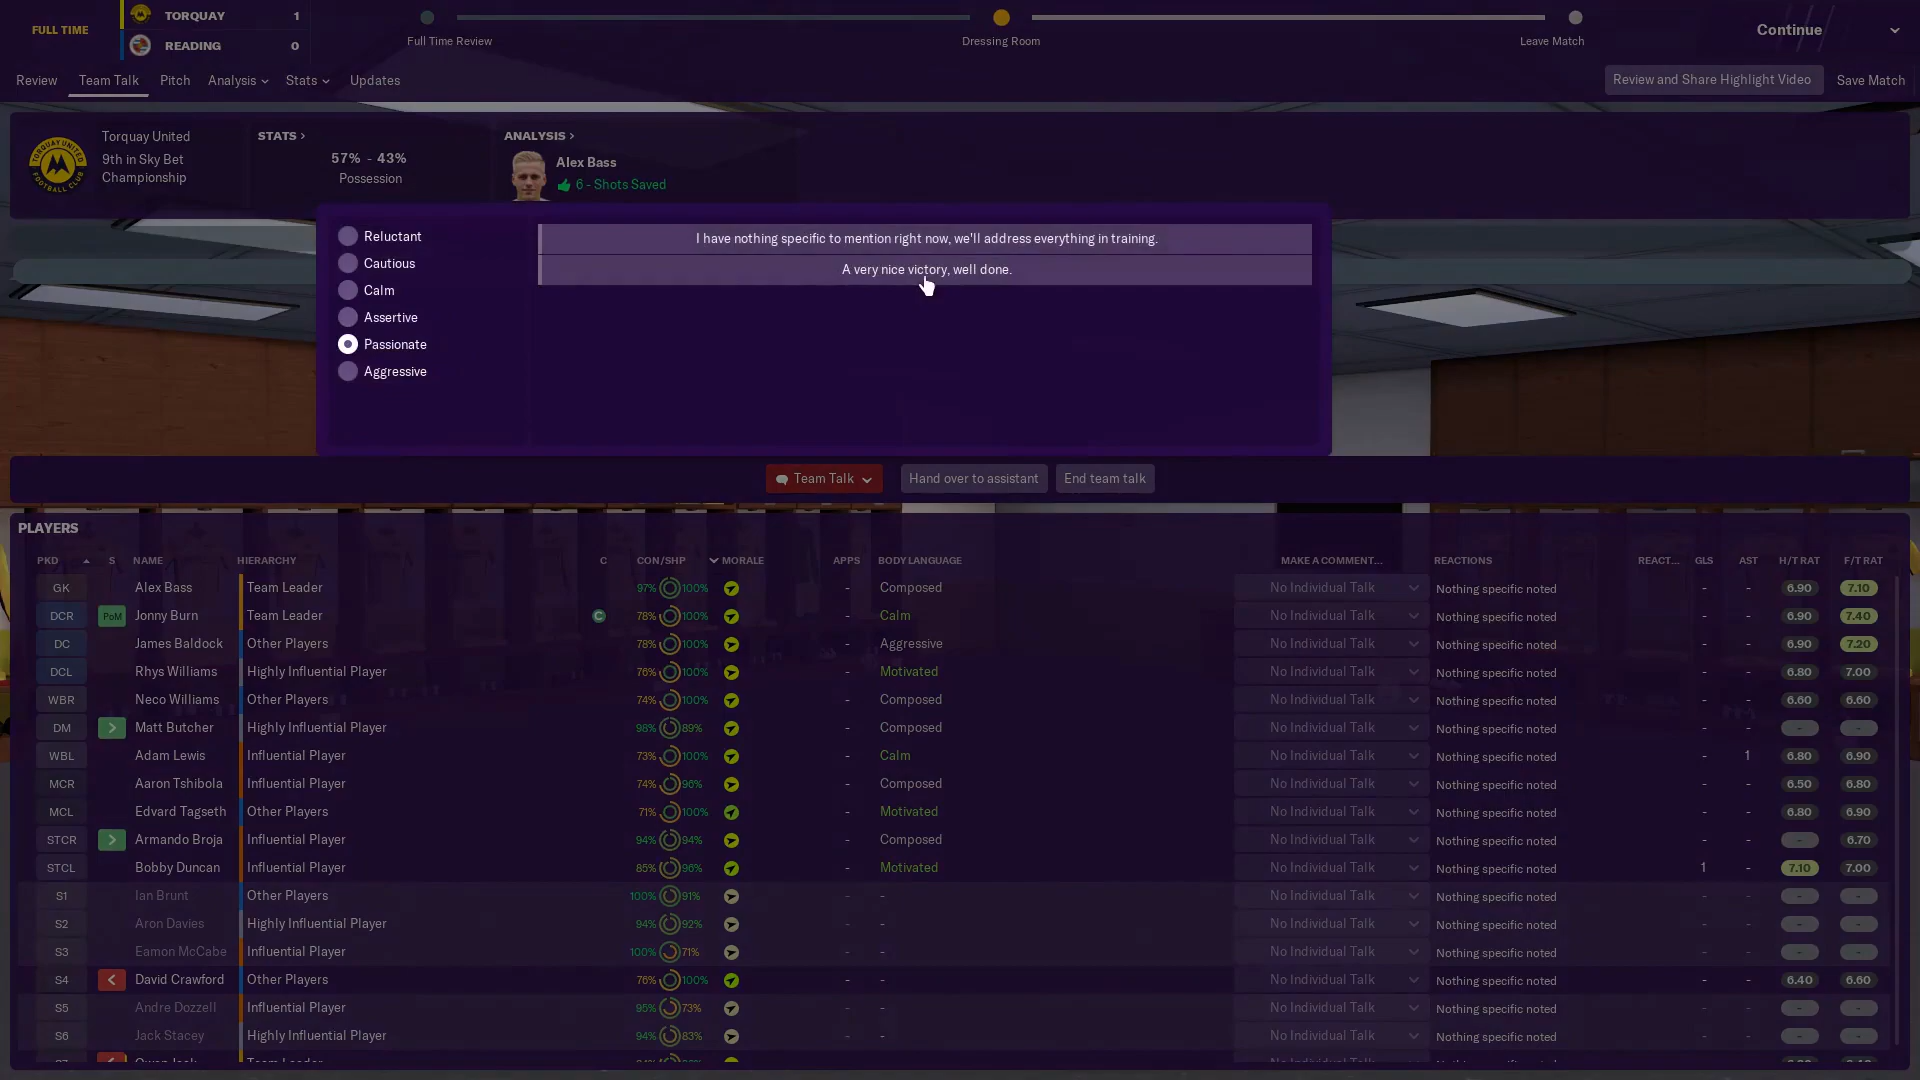 FULL TIME
TORQUAY 1
READING 0
Full Time Review
Dressing Room
Leave Match
Continue
Review Team Talk Pitch Analysis Stats Updates
Review and Share Highlight Video Save Match
TORQUAY UNITED FOOTBALL CLUB
Torquay United
9th in Sky Bet
Championship
STATS >
57% - 43%
Possession
ANALYSIS >
Alex Bass
6 - Shots Saved
Reluctant
Cautious
Calm
Assertive
Passionate
Aggressive
I have nothing specific to mention right now, we'll address everything in training.
A very nice victory, well done.
Team Talk Hand over to assistant End team talk
PLAYERS
PKD S NAME HIERARCHY C CON/SHP MORALE APPS BODY LANGUAGE MAKE A COMMENT... REACTIONS REACT... GLS AST H/T RAT F/T RAT
GK Alex Bass Team Leader 97% 100% - Composed No Individual Talk Nothing specific noted - - 6.90 7.10
DCR PoM Jonny Burn Team Leader C 78% 100% - Calm No Individual Talk Nothing specific noted - - 6.90 7.40
DC James Baldock Other Players 78% 100% - Aggressive No Individual Talk Nothing specific noted - - 6.90 7.20
DCL Rhys Williams Highly Influential Player 76% 100% - Motivated No Individual Talk Nothing specific noted - - 6.80 7.00
WBR Neco Williams Other Players 74% 100% - Composed No Individual Talk Nothing specific noted - - 6.60 6.60
DM > Matt Butcher Highly Influential Player 98% 89% - Composed No Individual Talk Nothing specific noted - - - -
WBL Adam Lewis Influential Player 73% 100% - Calm No Individual Talk Nothing specific noted - 1 6.80 6.90
MCR Aaron Tshibola Influential Player 74% 96% - Composed No Individual Talk Nothing specific noted - - 6.50 6.80
MCL Edvard Tagseth Other Players 71% 100% - Motivated No Individual Talk Nothing specific noted - - 6.80 6.90
STCR > Armando Broja Influential Player 94% 94% - Composed No Individual Talk Nothing specific noted - - - 6.70
STCL Bobby Duncan Influential Player 85% 96% - Motivated No Individual Talk Nothing specific noted 1 - 7.10 7.00
S1 Ian Brunt Other Players 100% 91% - - No Individual Talk Nothing specific noted - - - -
S2 Aron Davies Highly Influential Player 94% 92% - - No Individual Talk Nothing specific noted - - - -
S3 Eamon McCabe Influential Player 100% 71% - - No Individual Talk Nothing specific noted - - - -
S4 < David Crawford Other Players 76% 100% - - No Individual Talk Nothing specific noted - - 6.40 6.60
S5 Andre Dozzell Influential Player 95% 73% - - No Individual Talk Nothing specific noted - - - -
S6 Jack Stacey Highly Influential Player 94% 83% - - No Individual Talk Nothing specific noted - - - -
Team Leader No Individual Talk Nothing specific noted